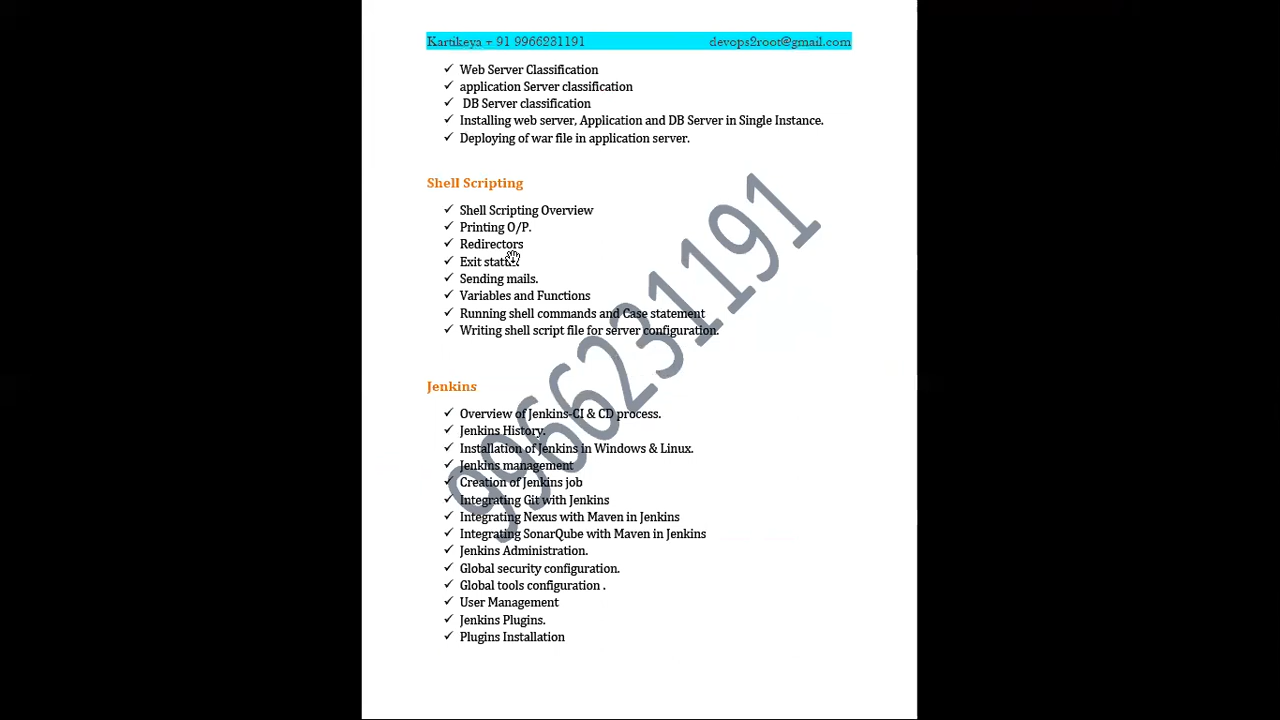 Kartikeya + 91 9966231191 devops2root@gmail.com
✓ Web Server Classification
✓ application Server classification
✓ DB Server classification
✓ Installing web server, Application and DB Server in Single Instance.
✓ Deploying of war file in application server.
Shell Scripting
✓ Shell Scripting Overview
✓ Printing O/P.
✓ Redirectors
✓ Exit
✓ Sending mails.
✓ Variables and Functions
✓ Running shell commands and Case statement
✓ Writing shell script file for server configuration.
9966231191
Jenkins
✓ Overview of Jenkins-CI & CD process.
✓ Jenkins History.
✓ Installation of Jenkins in Windows & Linux.
✓ Jenkins management
✓ Creation of Jenkins job
✓ Integrating Git with Jenkins
✓ Integrating Nexus with Maven in Jenkins
✓ Integrating SonarQube with Maven in Jenkins
✓ Jenkins Administration.
✓ Global security configuration.
✓ Global tools configuration .
✓ User Management
✓ Jenkins Plugins.
✓ Plugins Installation